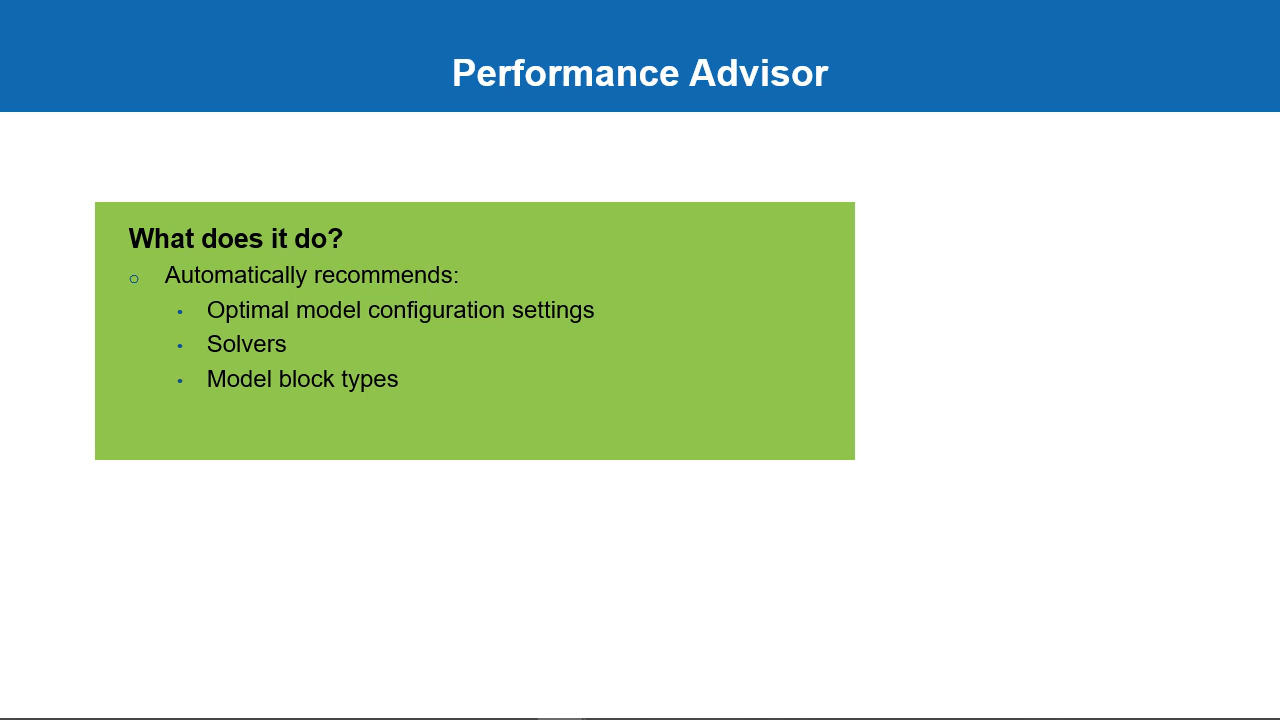 Performance Advisor
What does it do?
○ Automatically recommends:
• Optimal model configuration settings
• Solvers
• Model block types